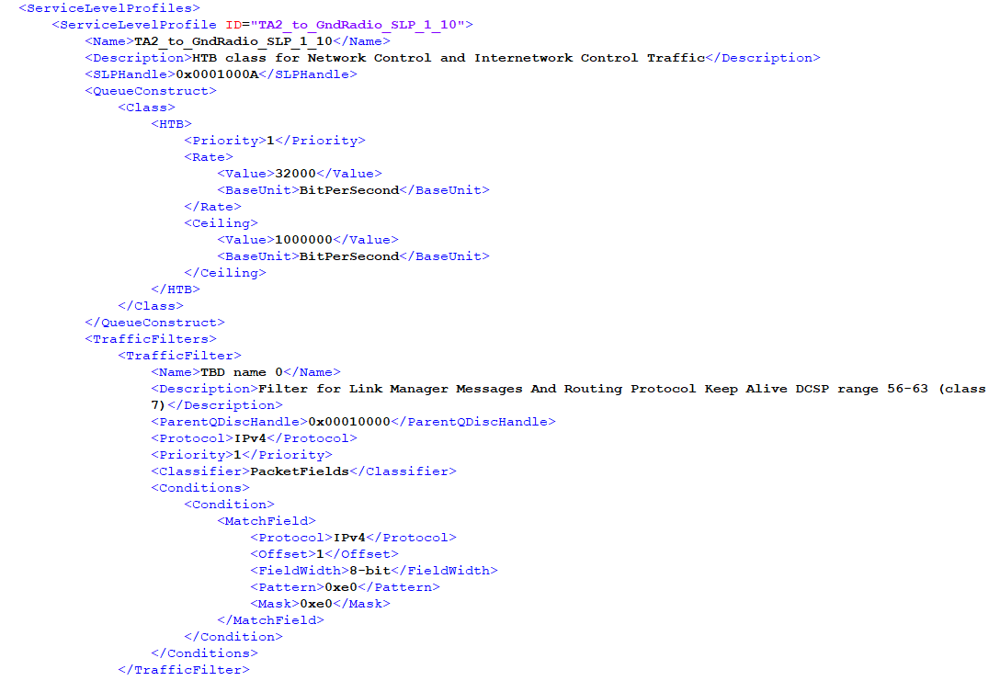 <ServiceLevelProfiles>
<ServiceLevelProfile ID="TA2_to_GndRadio_SLP_1_10">
<Name>TA2_to_GndRadio_SLP_1_10</Name>
<Description>HTB class for Network Control and Internetwork Control Traffic</Description>
<SLPHandle>0x0001000A</SLPHandle>
<QueueConstruct>
<Class>
<HTB>
<Priority>1</Priority>
<Rate>
<Value>32000</Value>
<BaseUnit>BitPerSecond</BaseUnit>
</Rate>
<Ceiling>
<Value>1000000</Value>
<BaseUnit>BitPerSecond</BaseUnit>
</Ceiling>
</HTB>
</Class>
</QueueConstruct>
<TrafficFilters>
<TrafficFilter>
<Name>TBD name 0</Name>
<Description>Filter for Link Manager Messages And Routing Protocol Keep Alive DCSP range 56-63 (class
7)</Description>
<ParentQDiscHandle>0x00010000</ParentQDiscHandle>
<Protocol>IPv4</Protocol>
<Priority>1</Priority>
<Classifier>PacketFields</Classifier>
<Conditions>
<Condition>
<MatchField>
<Protocol>IPv4</Protocol>
<Offset>1</Offset>
<FieldWidth>8-bit</FieldWidth>
<Pattern>0xe0</Pattern>
<Mask>0xe0</Mask>
</MatchField>
</Condition>
</Conditions>
</TrafficFilter>